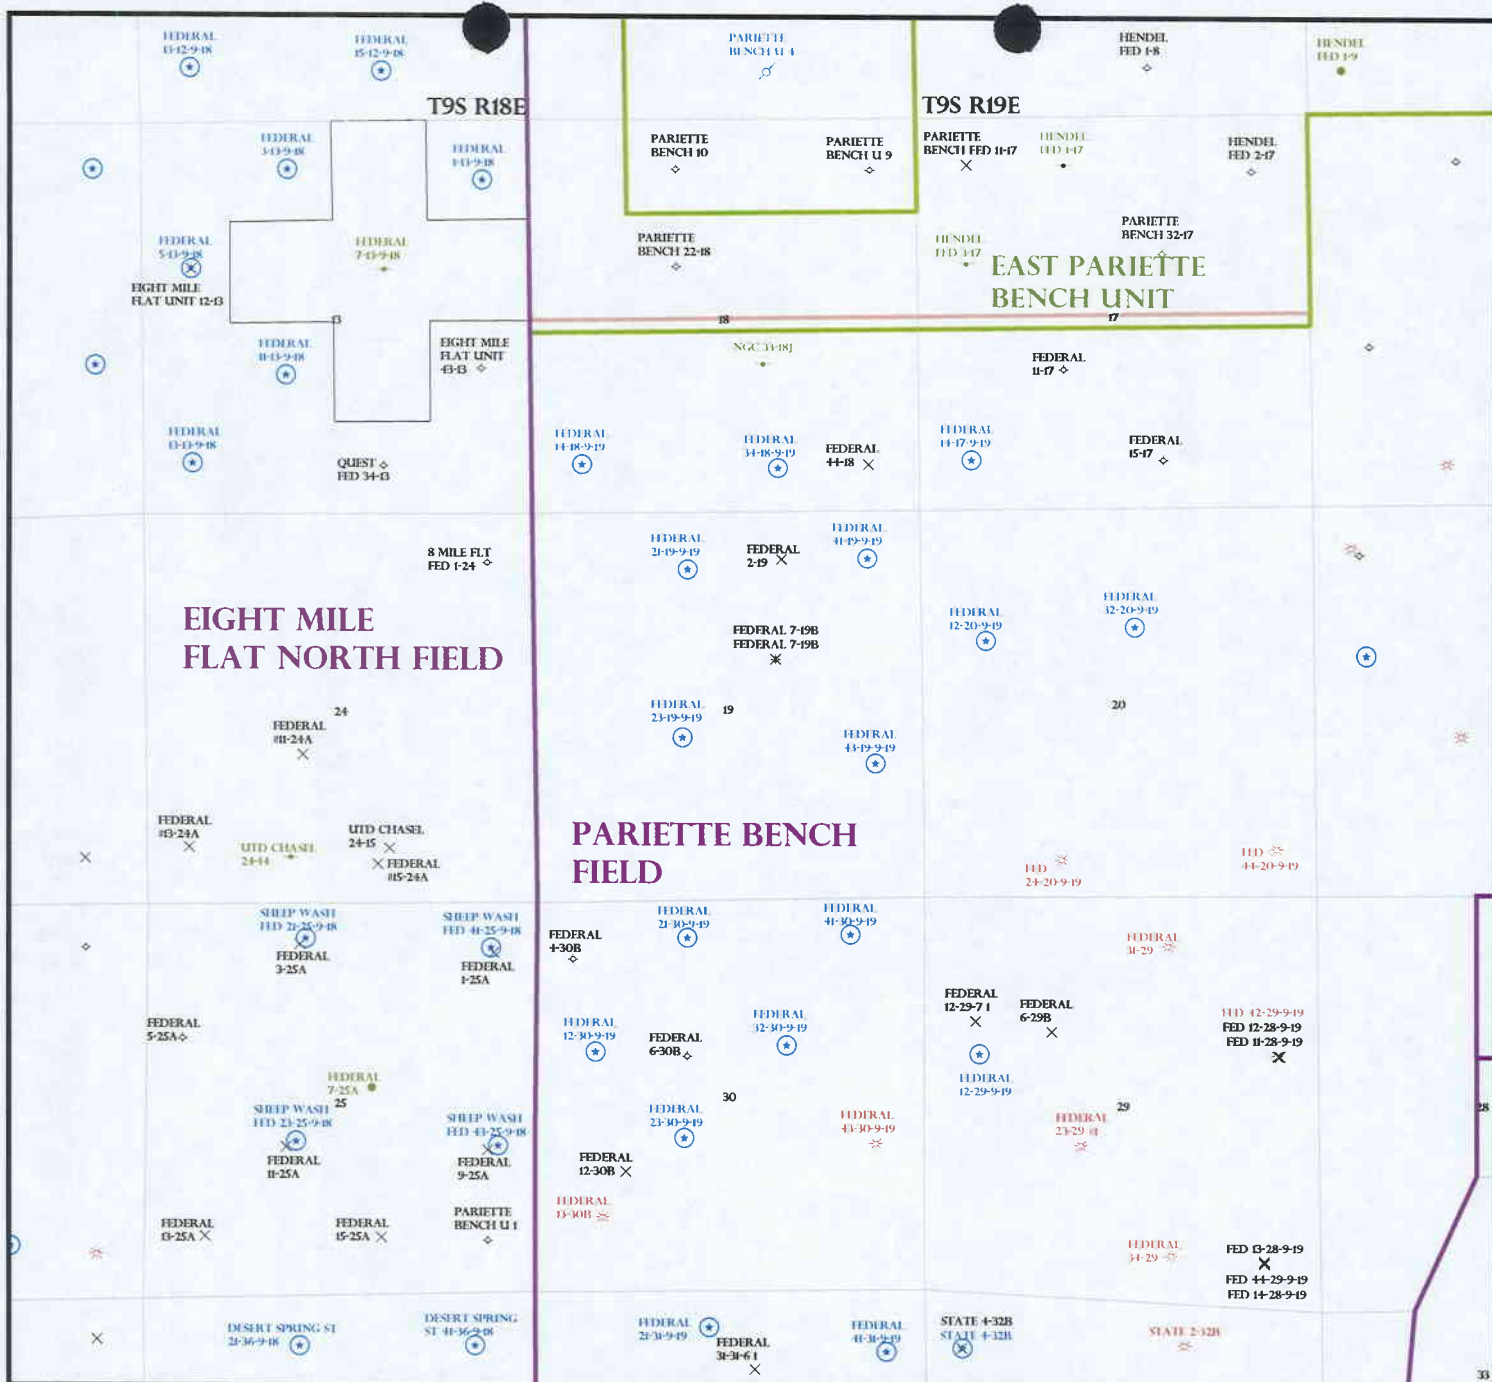 FEDERAL
13-12-9-18
FEDERAL
15-12-9-18
PARIETTE
BENCH U 4
HENDEL
FED 1-8
HENDEL
FED 1-9
T9S R18E
T9S R19E
FEDERAL
3-13-9-18
FEDERAL
1-13-9-18
PARIETTE
BENCH 10
PARIETTE
BENCH U 9
PARIETTE
BENCH FED 11-17
HENDEL
FED 1-17
HENDEL
FED 2-17
FEDERAL
5-13-9-18
EIGHT MILE
FLAT UNIT 12-13
FEDERAL
7-13-9-18
PARIETTE
BENCH 22-18
HENDEL
FED 3-17
PARIETTE
BENCH 32-17
EAST PARIETTE
BENCH UNIT
13
18
17
FEDERAL
11-13-9-18
EIGHT MILE
FLAT UNIT
43-13
NGC 33-18J
FEDERAL
11-17
FEDERAL
13-13-9-18
QUEST
FED 34-13
FEDERAL
14-18-9-19
FEDERAL
34-18-9-19
FEDERAL
44-18
FEDERAL
14-17-9-19
FEDERAL
15-17
8 MILE FLT
FED 1-24
FEDERAL
21-19-9-19
FEDERAL
2-19
FEDERAL
41-19-9-19
EIGHT MILE
FLAT NORTH FIELD
FEDERAL 7-19B
FEDERAL 7-19B
FEDERAL
12-20-9-19
FEDERAL
32-20-9-19
24
FEDERAL
#11-24A
FEDERAL
23-19-9-19
19
FEDERAL
43-19-9-19
20
FEDERAL
#13-24A
UTD CHASEL
24-14
UTD CHASEL
24-15
FEDERAL
#15-24A
PARIETTE BENCH
FIELD
FED
24-20-9-19
FED
44-20-9-19
SHEEP WASH
FED 21-25-9-18
FEDERAL
3-25A
SHEEP WASH
FED 41-25-9-18
FEDERAL
1-25A
FEDERAL
4-30B
FEDERAL
21-30-9-19
FEDERAL
41-30-9-19
FEDERAL
31-29
FEDERAL
5-25A
FEDERAL
12-30-9-19
FEDERAL
6-30B
FEDERAL
32-30-9-19
FEDERAL
12-29-7 1
FEDERAL
6-29B
FEDERAL
12-29-9-19
FED 42-29-9-19
FED 12-28-9-19
FED 11-28-9-19
FEDERAL
7-25A
25
30
29
28
SHEEP WASH
FED 23-25-9-18
FEDERAL
11-25A
SHEEP WASH
FED 43-25-9-18
FEDERAL
9-25A
FEDERAL
23-30-9-19
FEDERAL
43-30-9-19
FEDERAL
23-29 #1
FEDERAL
12-30B
FEDERAL
13-30B
FEDERAL
13-25A
FEDERAL
15-25A
PARIETTE
BENCH U 1
FEDERAL
34-29
FED 13-28-9-19
FED 44-29-9-19
FED 14-28-9-19
DESERT SPRING ST
21-36-9-18
DESERT SPRING
ST 41-36-9-18
FEDERAL
21-31-9-19
FEDERAL
31-31-6 1
FEDERAL
41-31-9-19
STATE 4-32B
STATE 4-32B
STATE 2-32B
33